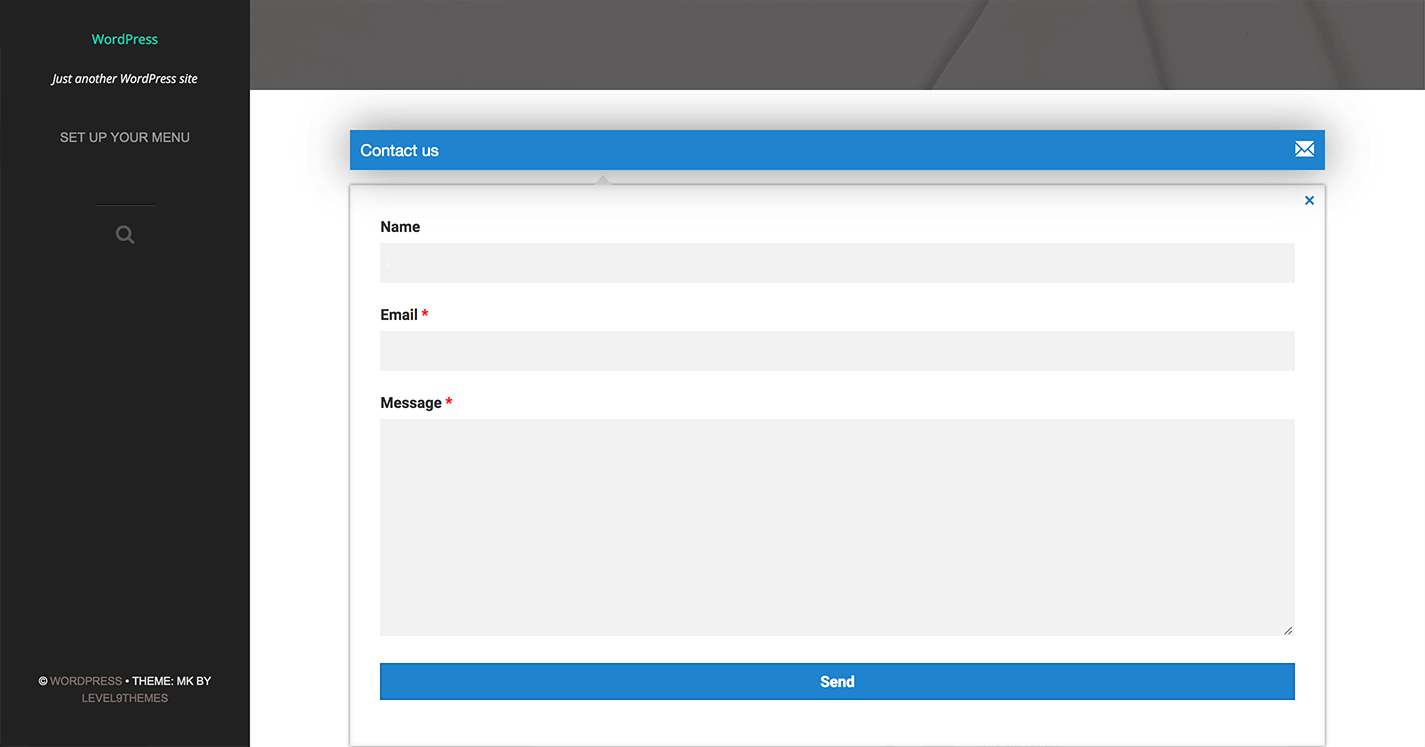 WordPress
Just another WordPress site
SET UP YOUR MENU
© WORDPRESS • THEME: MK BY
LEVEL9THEMES
Contact us
Name
Email *
Message *
Send